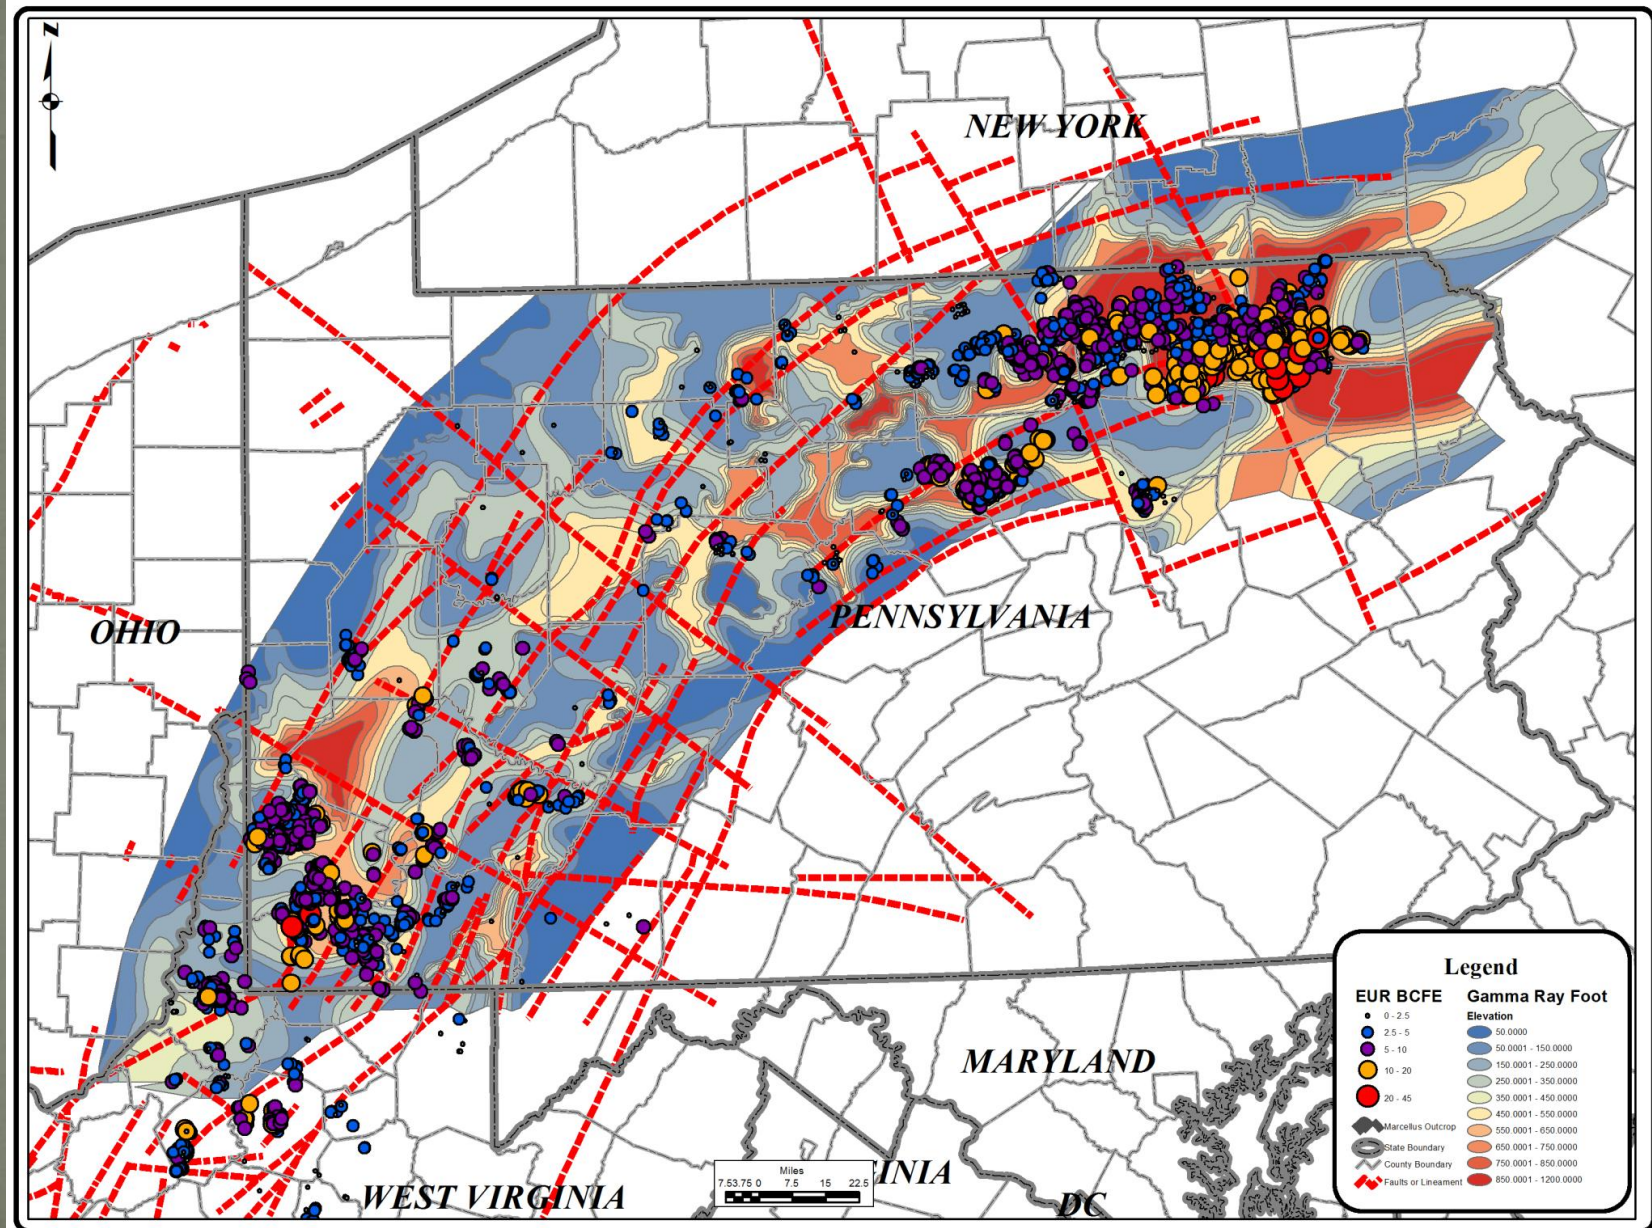 N
NEW YORK
OHIO
PENNSYLVANIA
MARYLAND
WEST VIRGINIA
INIA
DC
Miles
7.53.75 0 7.5 15 22.5
Legend
EUR BCFE
0 - 2.5
2.5 - 5
5 - 10
10 - 20
20 - 45
Marcellus Outcrop
State Boundary
County Boundary
Faults or Lineament
Gamma Ray Foot
Elevation
50.0000
50.0001 - 150.0000
150.0001 - 250.0000
250.0001 - 350.0000
350.0001 - 450.0000
450.0001 - 550.0000
550.0001 - 650.0000
650.0001 - 750.0000
750.0001 - 850.0000
850.0001 - 1200.0000